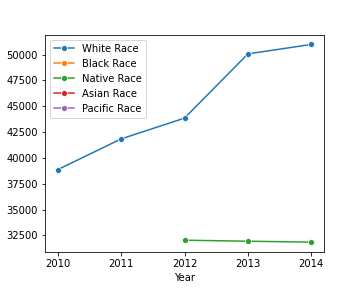 50000
47500
45000
42500
40000
37500
35000
32500
White Race
Black Race
Native Race
Asian Race
Pacific Race
2010
2011
2012
2013
2014
Year